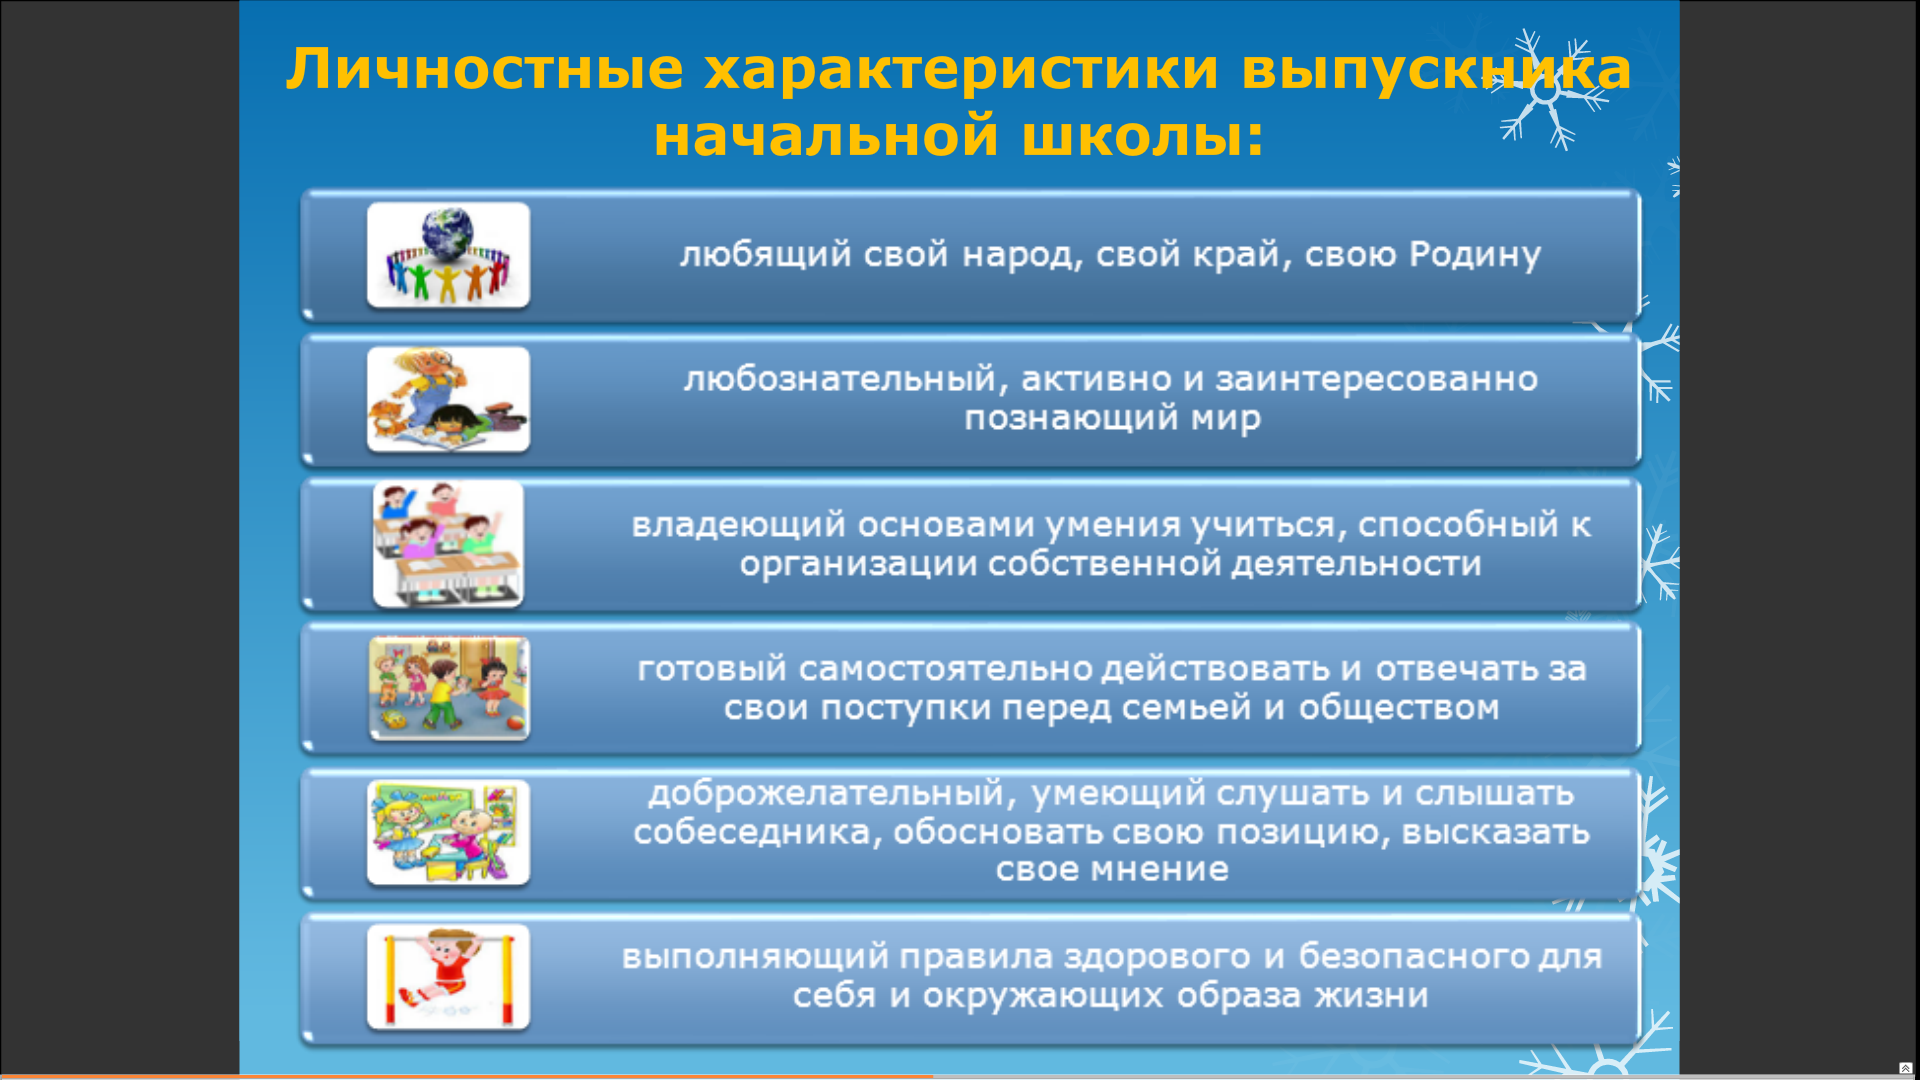 Личностные характеристики выпускника
начальной школы:
любящий свой народ, свой край, свою Родину
любознательный, активно и заинтересованно
познающий мир
владеющий основами умения учиться, способный к
организации собственной деятельности
готовый самостоятельно действовать и отвечать за
свои поступки перед семьей и обществом
доброжелательный, умеющий слушать и слышать
собеседника, обосновать свою позицию, высказать
свое мнение
выполняющий правила здорового и безопасного для
себя и окружающих образа жизни